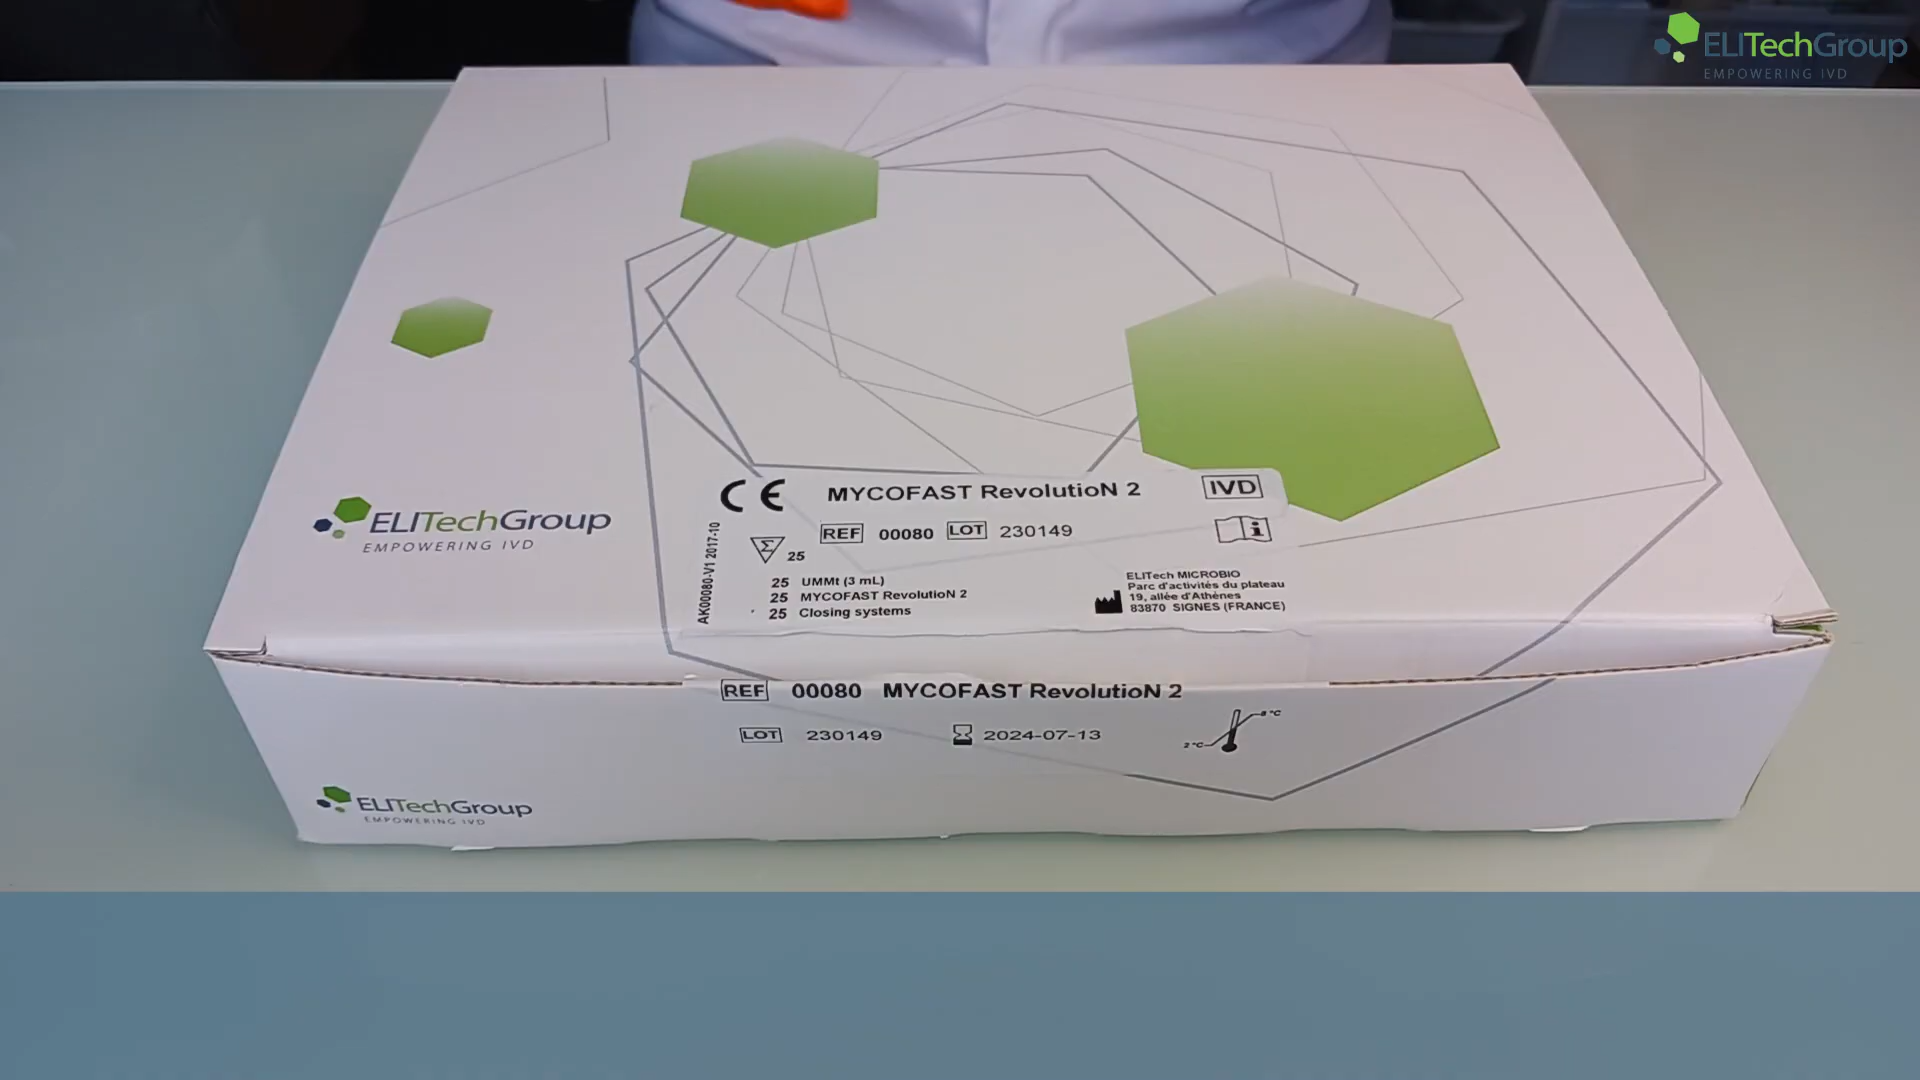 ELITechGroup
EMPOWERING IVD
CE MYCOFAST RevolutioN 2 IVD
REF 00080 LOT 230149
Σ 25
AK00080-V1 2017-10
25 UMMt (3 mL)
25 MYCOFAST RevolutioN 2
25 Closing systems
ELITech MICROBIO
Parc d'activités du plateau
19, allée d'Athènes
83870 SIGNES (FRANCE)
ELITechGroup
EMPOWERING IVD
REF 00080 MYCOFAST RevolutioN 2
LOT 230149 2024-07-13
2°C 8°C
ELITechGroup
EMPOWERING IVD